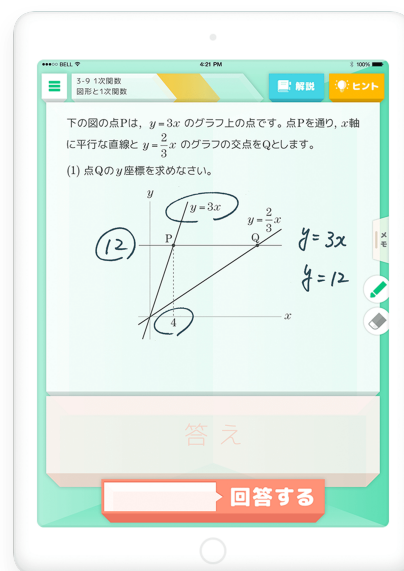 BELL 4:21 PM 100%
3-9 1次関数
図形と1次関数
解説
ヒント
下の図の点Pは，y=3x のグラフ上の点です。点Pを通り，x軸
に平行な直線と y=2/3x のグラフの交点をQとします。
(1) 点Qのy座標を求めなさい。
y
y=3x
y=2/3x
12
P
Q
4
x
y=3x
y=12
メモ
答え
回答する